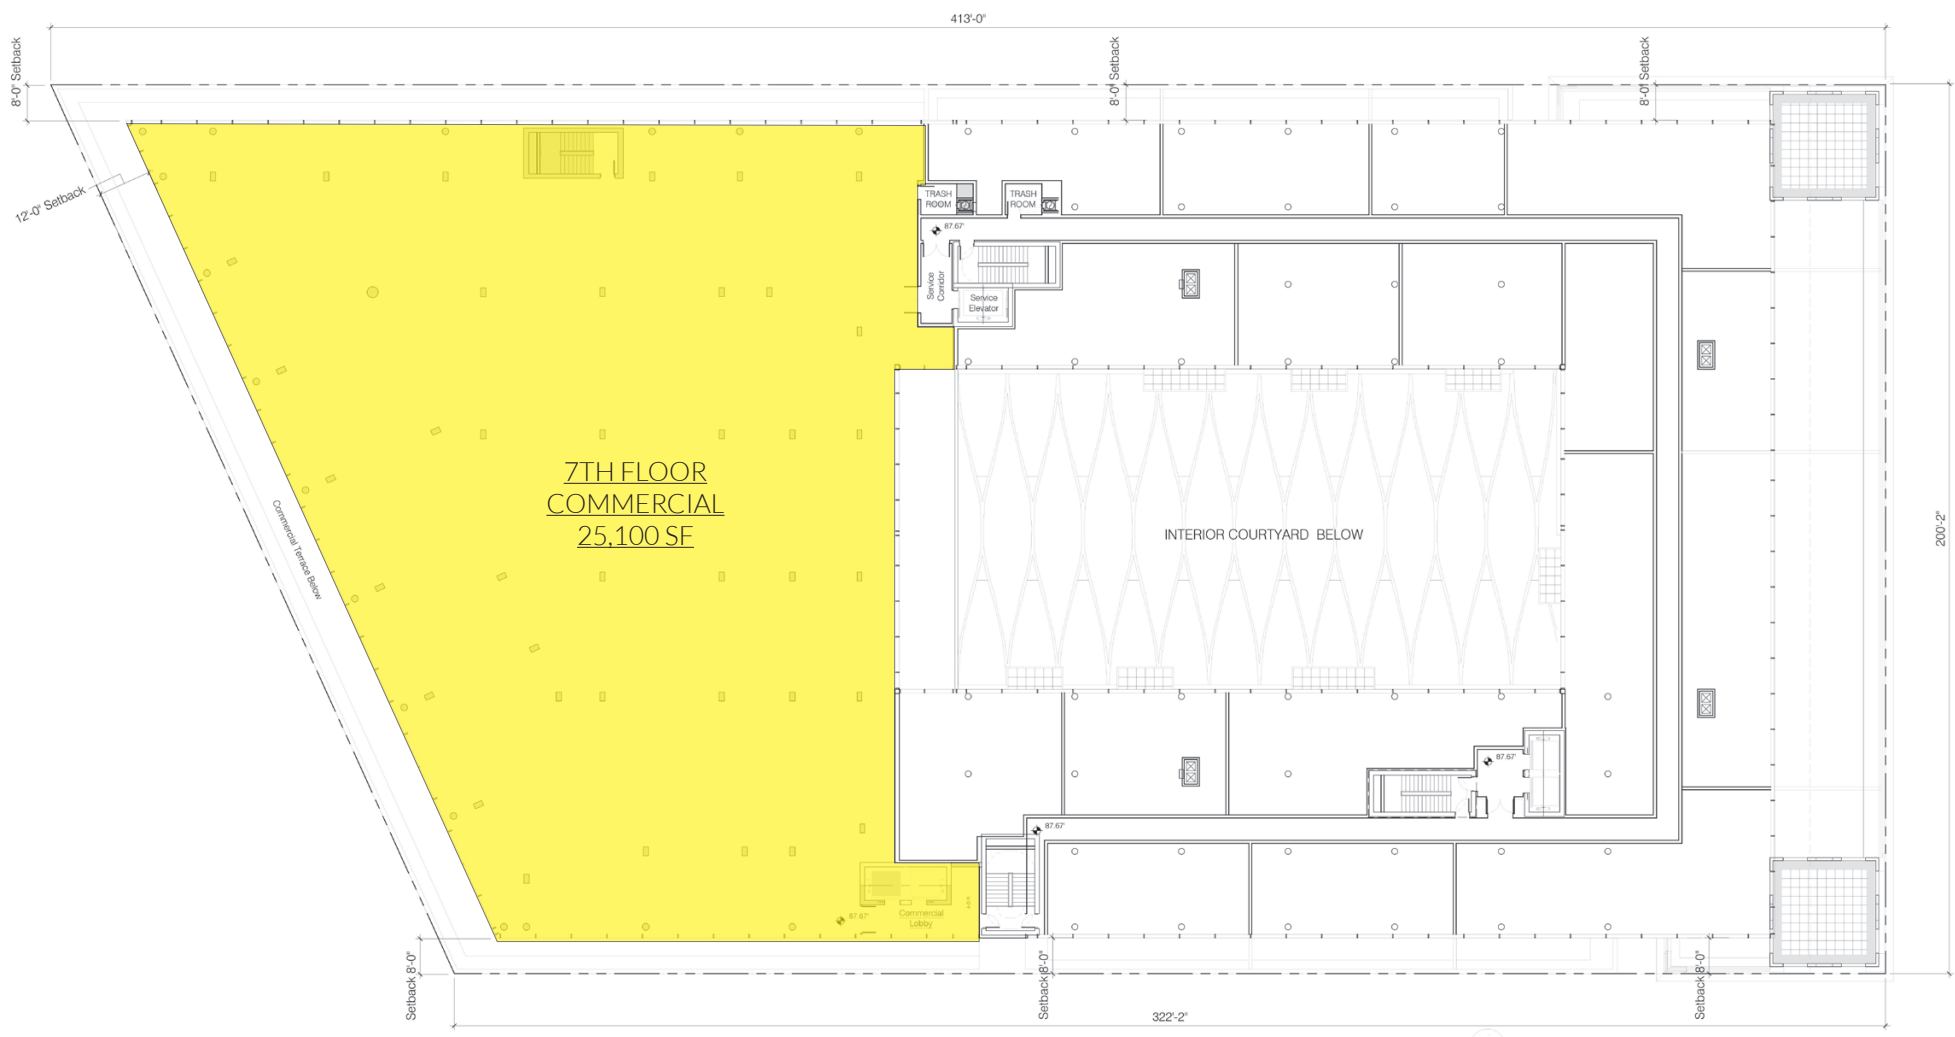 413'-0"
8'-0" Setback
8'-0" Setback
8'-0" Setback
12'-0" Setback
TRASH
ROOM
TRASH
ROOM
87.67'
Service
Corridor
Service
Elevator
7TH FLOOR
COMMERCIAL
25,100 SF
Commercial Terrace Below
INTERIOR COURTYARD BELOW
200'-2"
87.67'
87.67'
87.67'
Commercial
Lobby
Setback 8'-0"
Setback 8'-0"
Setback 8'-0"
322'-2"